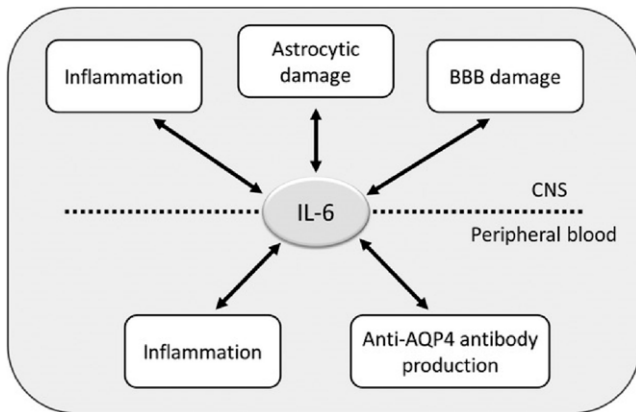 Inflammation
Astrocytic
damage
BBB damage
CNS
IL-6
Peripheral blood
Inflammation
Anti-AQP4 antibody
production